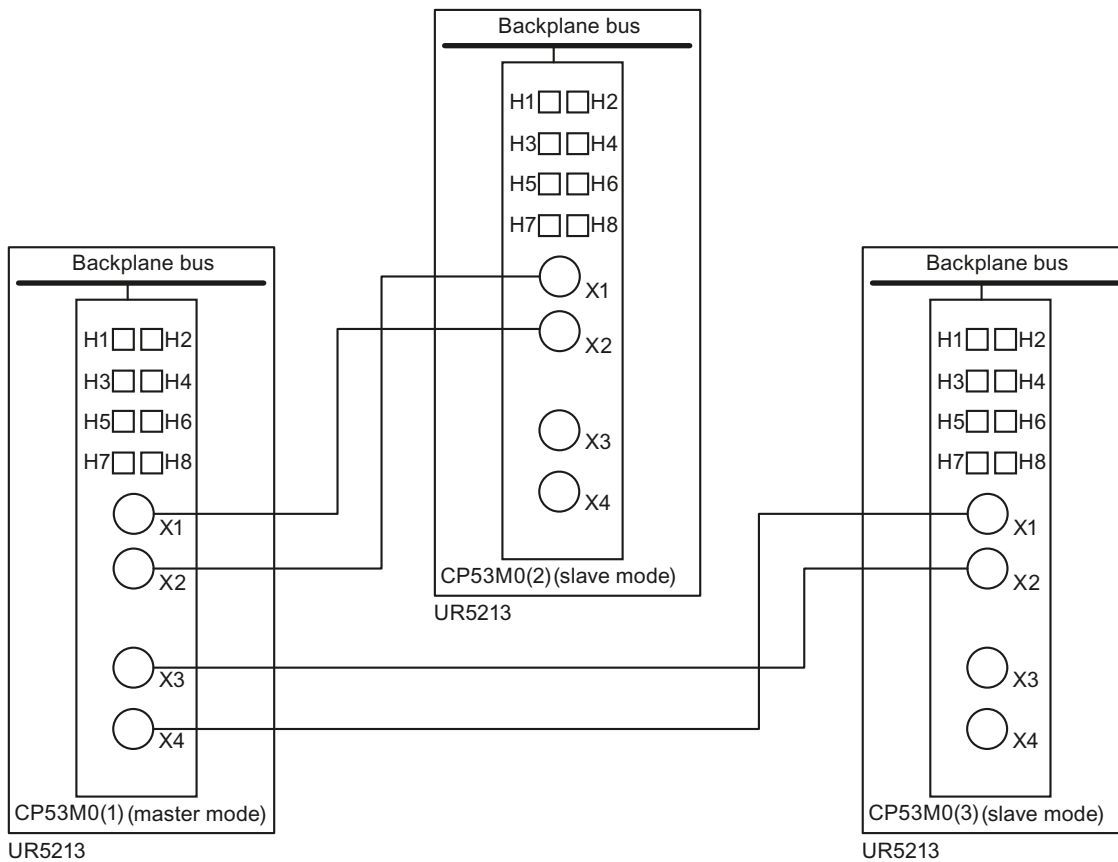 Backplane bus
H1 H2
H3 H4
H5 H6
H7 H8
X1
X2
X3
X4
CP53M0(2) (slave mode)
UR5213
Backplane bus
H1 H2
H3 H4
H5 H6
H7 H8
X1
X2
X3
X4
CP53M0(1) (master mode)
UR5213
Backplane bus
H1 H2
H3 H4
H5 H6
H7 H8
X1
X2
X3
X4
CP53M0(3) (slave mode)
UR5213